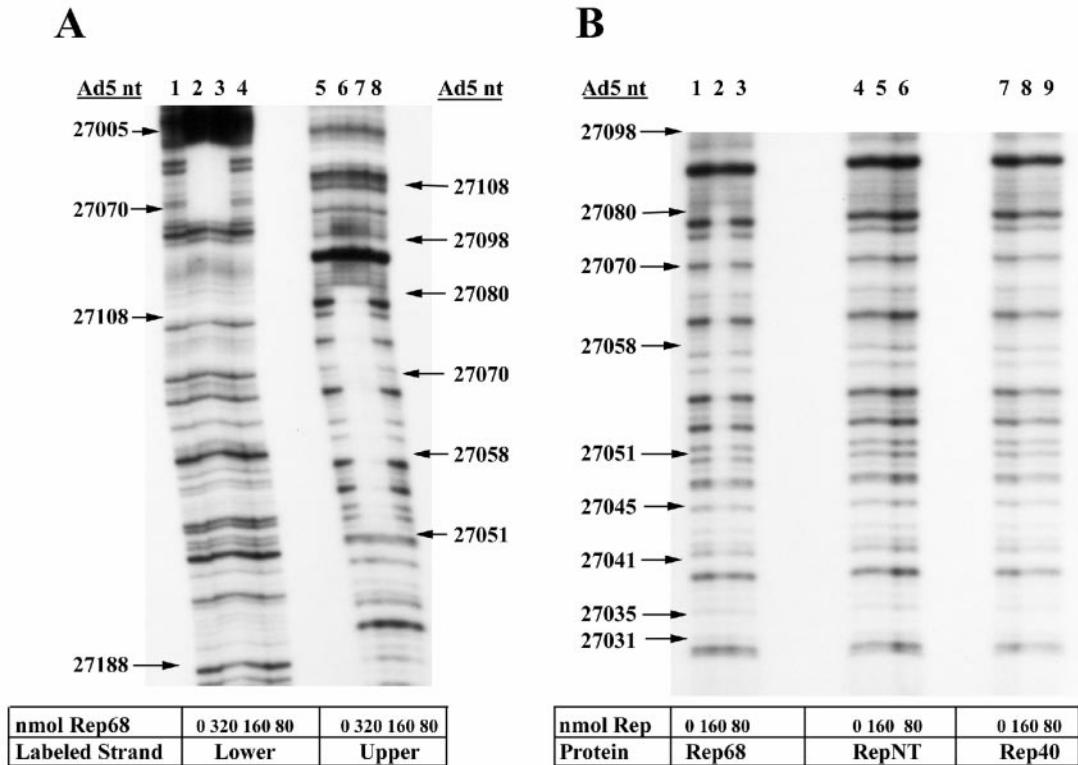 A
B
Ad5 nt 1 2 3 4 5 6 7 8 Ad5 nt
27005
27070
27108
27188
27108
27098
27080
27070
27058
27051
Ad5 nt 1 2 3 4 5 6 7 8 9
27098
27080
27070
27058
27051
27045
27041
27035
27031
nmol Rep68 0 320 160 80 0 320 160 80
Labeled Strand Lower Upper
nmol Rep 0 160 80 0 160 80 0 160 80
Protein Rep68 RepNT Rep40